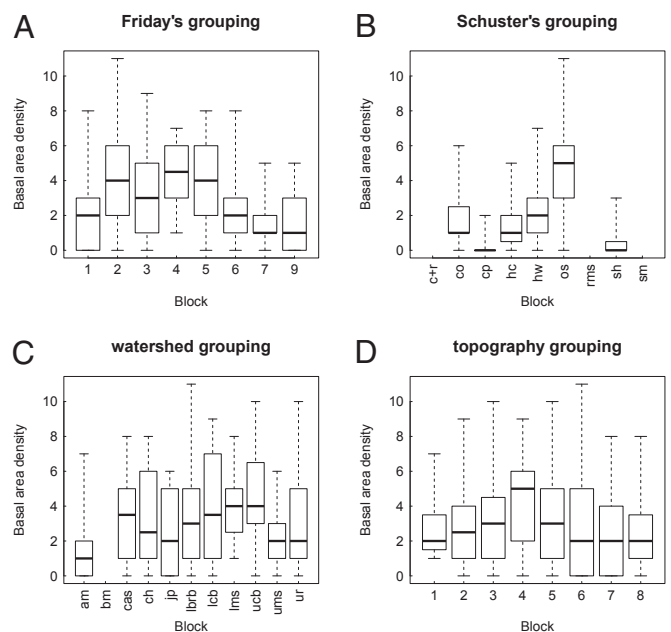 A
Friday's grouping
Basal area density
10
8
6
4
2
0
1 2 3 4 5 6 7 9
Block
B
Schuster's grouping
Basal area density
10
8
6
4
2
0
c+r co cp hc hw os rms sh sm
Block
C
watershed grouping
Basal area density
10
8
6
4
2
0
am bm cas ch jp lbrb lcb lms ucb ums ur
Block
D
topography grouping
Basal area density
10
8
6
4
2
0
1 2 3 4 5 6 7 8
Block